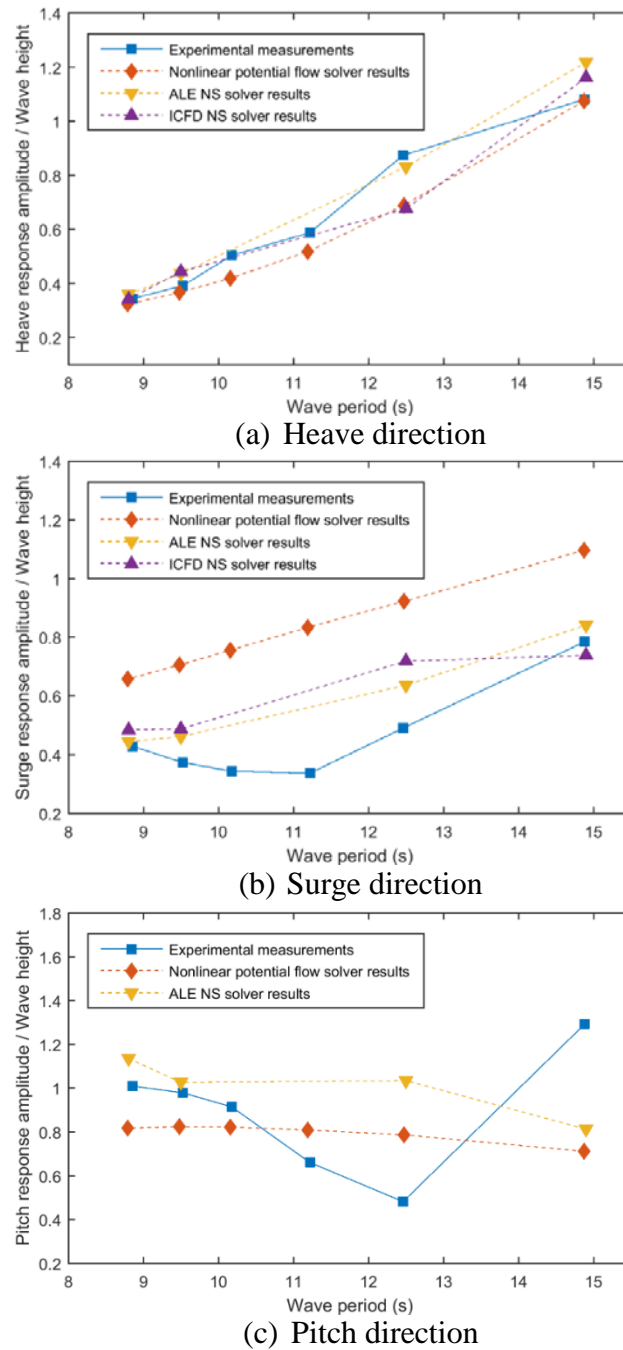 1.4
1.2
1
0.8
0.6
0.4
0.2
Heave response amplitude / Wave height
Experimental measurements
Nonlinear potential flow solver results
ALE NS solver results
ICFD NS solver results
8 9 10 11 12 13 14 15
Wave period (s)
(a) Heave direction
1.4
1.2
1
0.8
0.6
0.4
0.2
Surge response amplitude / Wave height
Experimental measurements
Nonlinear potential flow solver results
ALE NS solver results
ICFD NS solver results
8 9 10 11 12 13 14 15
Wave period (s)
(b) Surge direction
1.8
1.6
1.4
1.2
1
0.8
0.6
0.4
0.2
Pitch response amplitude / Wave height
Experimental measurements
Nonlinear potential flow solver results
ALE NS solver results
8 9 10 11 12 13 14 15
Wave period (s)
(c) Pitch direction